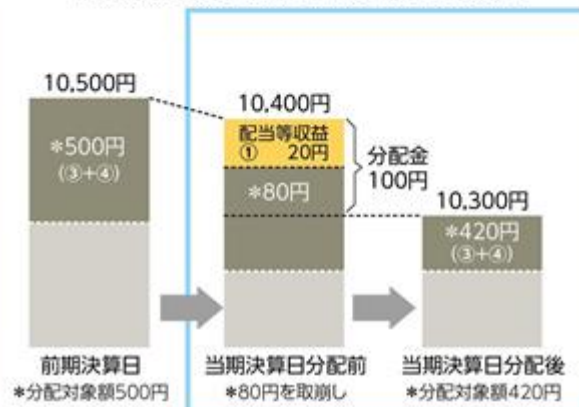 10,500円
*500円
(③+④)
前期決算日
*分配対象額500円
10,400円
配当等収益
① 20円
*80円
分配金
100円
当期決算日分配前
*80円を取崩し
10,300円
*420円
(③+④)
当期決算日分配後
*分配対象額420円